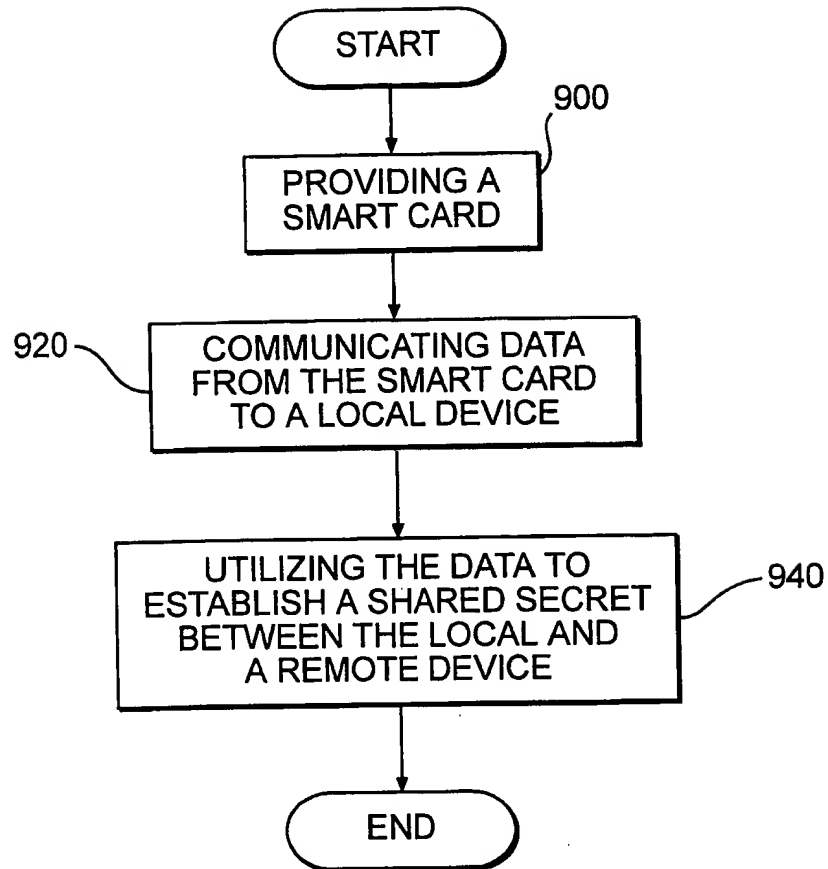 START
900
PROVIDING A
SMART CARD
920
COMMUNICATING DATA
FROM THE SMART CARD
TO A LOCAL DEVICE
UTILIZING THE DATA TO
ESTABLISH A SHARED SECRET
BETWEEN THE LOCAL AND
A REMOTE DEVICE
940
END